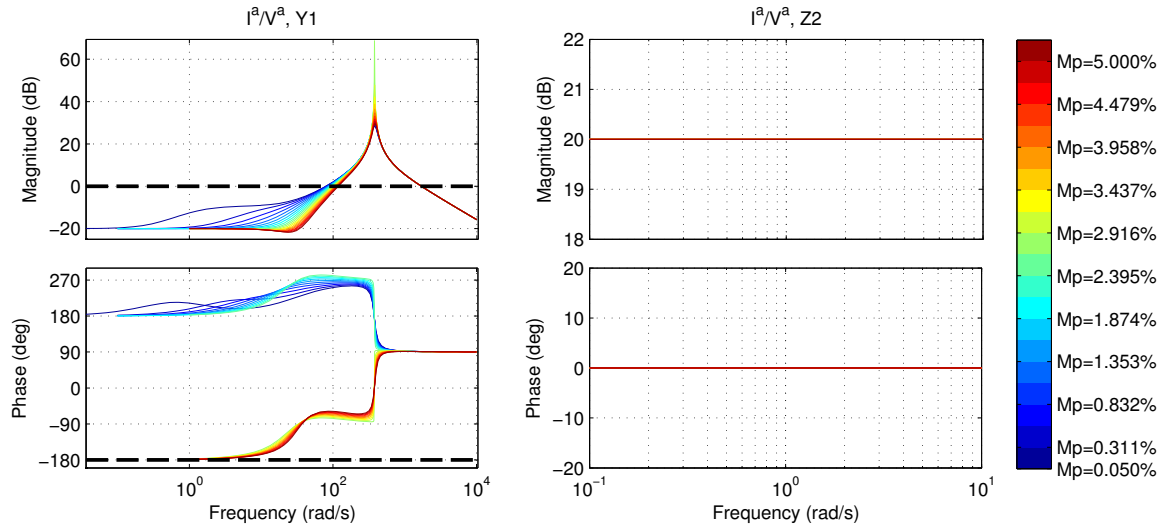 I^a/V^a, Y1
60
40
20
0
−20
Magnitude (dB)
270
180
90
0
−90
−180
Phase (deg)
10^0
10^2
10^4
Frequency (rad/s)
I^a/V^a, Z2
22
21
20
19
18
Magnitude (dB)
20
10
0
−10
−20
Phase (deg)
10^−1
10^0
10^1
Frequency (rad/s)
Mp=5.000%
Mp=4.479%
Mp=3.958%
Mp=3.437%
Mp=2.916%
Mp=2.395%
Mp=1.874%
Mp=1.353%
Mp=0.832%
Mp=0.311%
Mp=0.050%